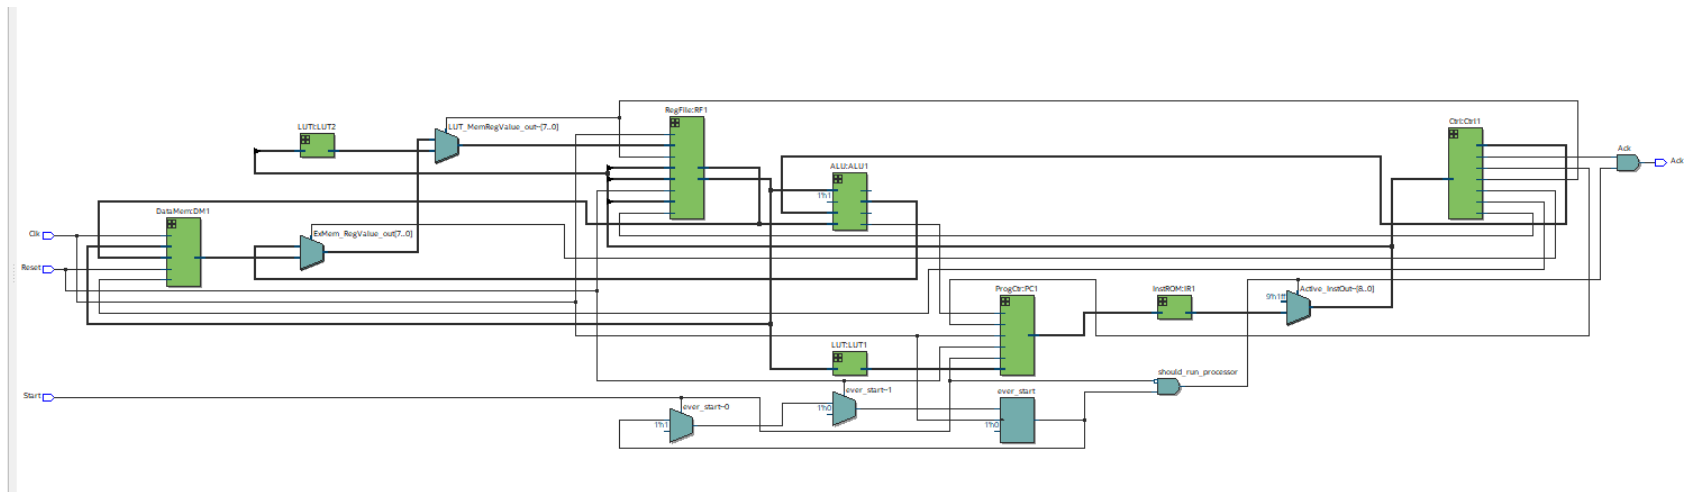 RegFile:RF1
Ctrl:Ctrl1
LUTI:LUT2
LUT_MemRegValue_out~[7..0]
Ack
Ack
ALU:ALU1
1'h1
DataMem:DM1
Clk
ExMem_RegValue_out[7..0]
Reset
ProgCtr:PC1
InstROM:IR1
Active_InstOut~[8..0]
9'h1ff
LUT:LUT1
should_run_processor
Start
ever_start~1
ever_start
ever_start~0
1'h0
1'h1
1'h0